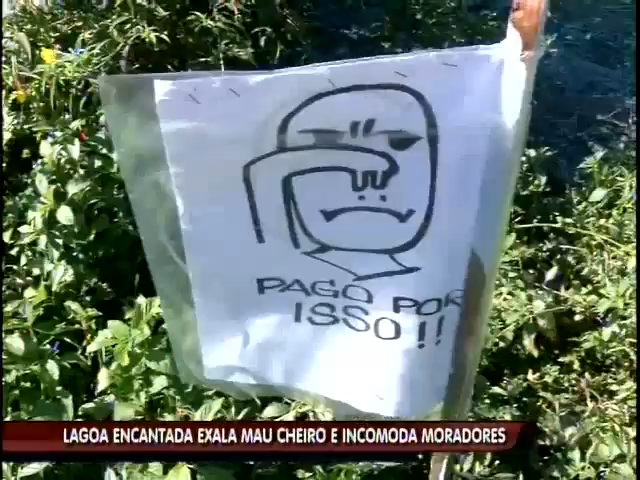 PAGO POR
ISSO!!
LAGOA ENCANTADA EXALA MAU CHEIRO E INCOMODA MORADORES